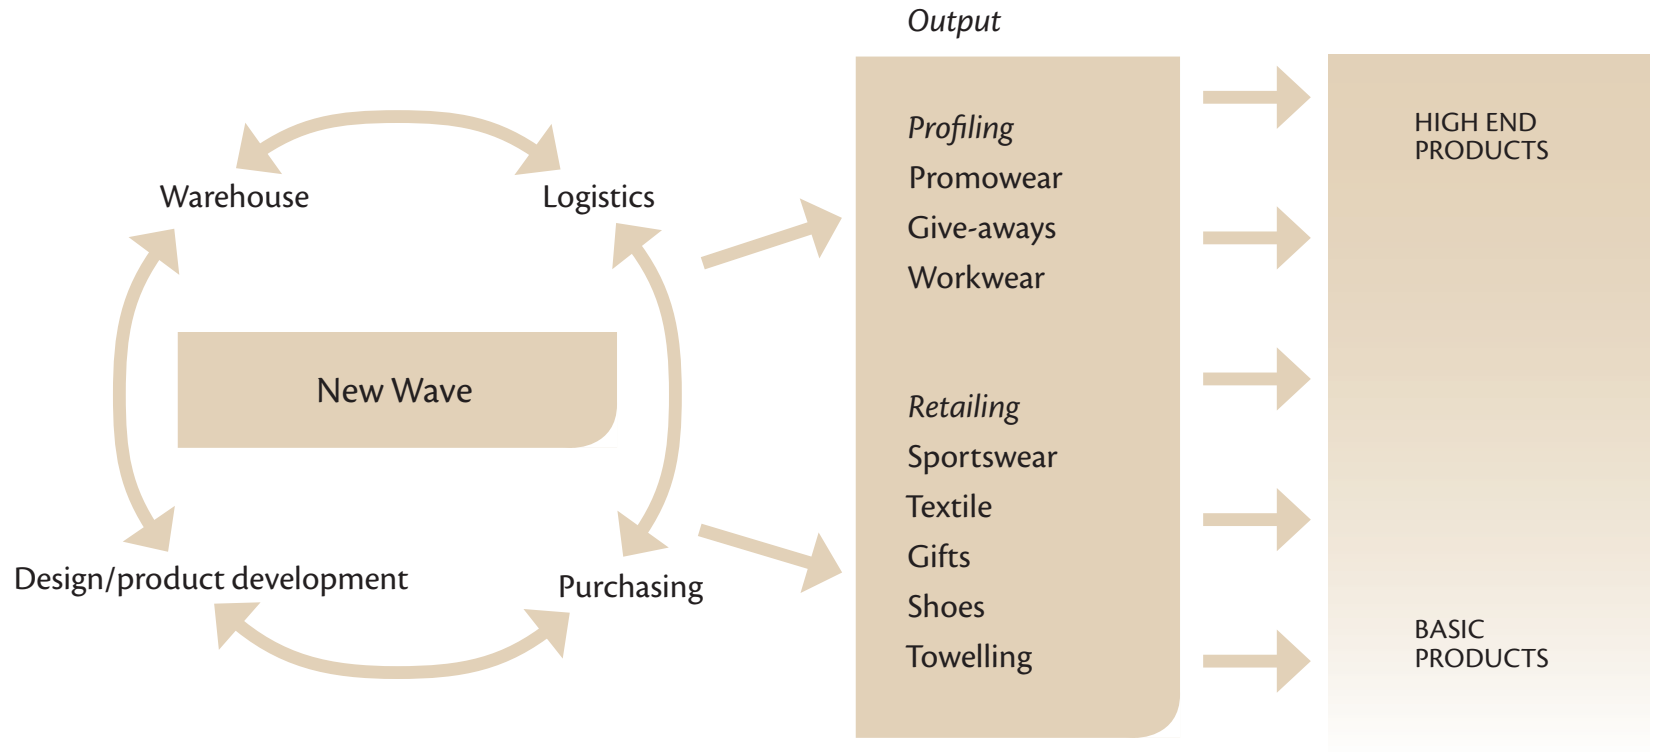 Warehouse
Logistics
New Wave
Design/product development
Purchasing
Output
Profiling
Promowear
Give-aways
Workwear
Retailing
Sportswear
Textile
Gifts
Shoes
Towelling
HIGH END
PRODUCTS
BASIC
PRODUCTS